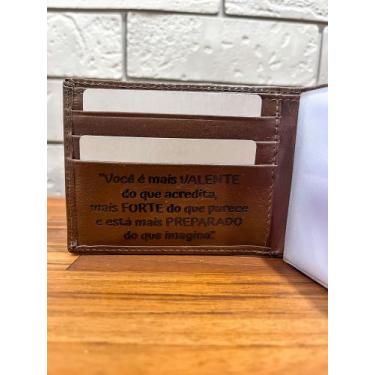 "Você é mais VALENTE
do que acredita,
mais FORTE do que parece
e está mais PREPARADO
do que imagina".